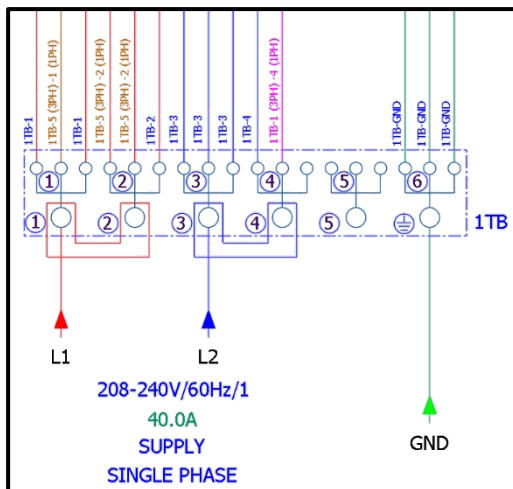 1TB-1
1TB-5 (3PH) -1 (1PH)
1TB-1
1TB-5 (3PH) -2 (1PH)
1TB-5 (3PH) -2 (1PH)
1TB-2
1TB-3
1TB-3
1TB-3
1TB-4
1TB-1 (3PH) -4 (1PH)
1TB-GND
1TB-GND
1TB-GND
1 2 3 4 5 6
1 2 3 4 5
1TB
L1
L2
GND
208-240V/60Hz/1
40.0A
SUPPLY
SINGLE PHASE